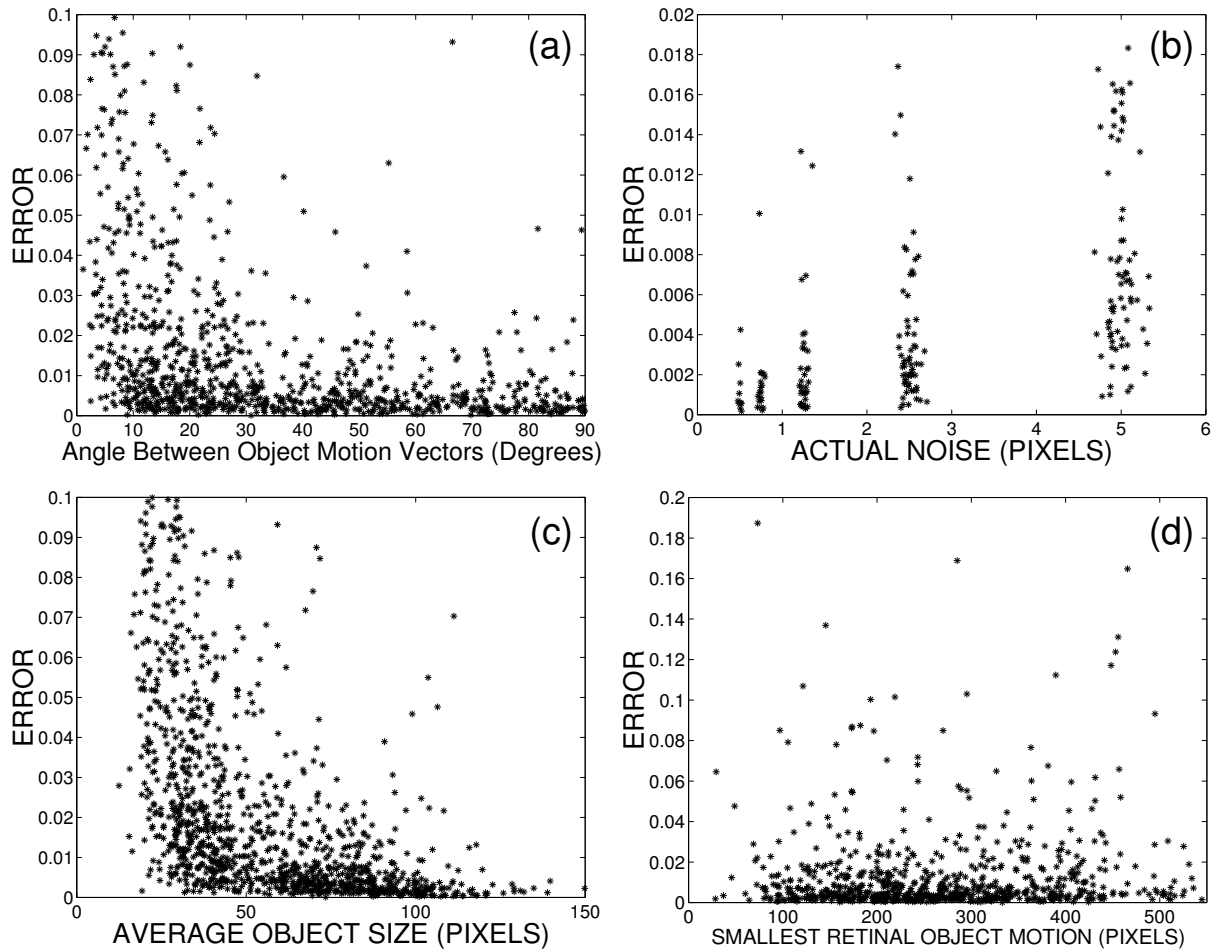 (a)
0.1
0.09
0.08
0.07
0.06
0.05
0.04
0.03
0.02
0.01
0
ERROR
0 10 20 30 40 50 60 70 80 90
Angle Between Object Motion Vectors (Degrees)
(b)
0.02
0.018
0.016
0.014
0.012
0.01
0.008
0.006
0.004
0.002
0
ERROR
0 1 2 3 4 5 6
ACTUAL NOISE (PIXELS)
(c)
0.1
0.09
0.08
0.07
0.06
0.05
0.04
0.03
0.02
0.01
0
ERROR
0 50 100 150
AVERAGE OBJECT SIZE (PIXELS)
(d)
0.2
0.18
0.16
0.14
0.12
0.1
0.08
0.06
0.04
0.02
0
ERROR
0 100 200 300 400 500
SMALLEST RETINAL OBJECT MOTION (PIXELS)